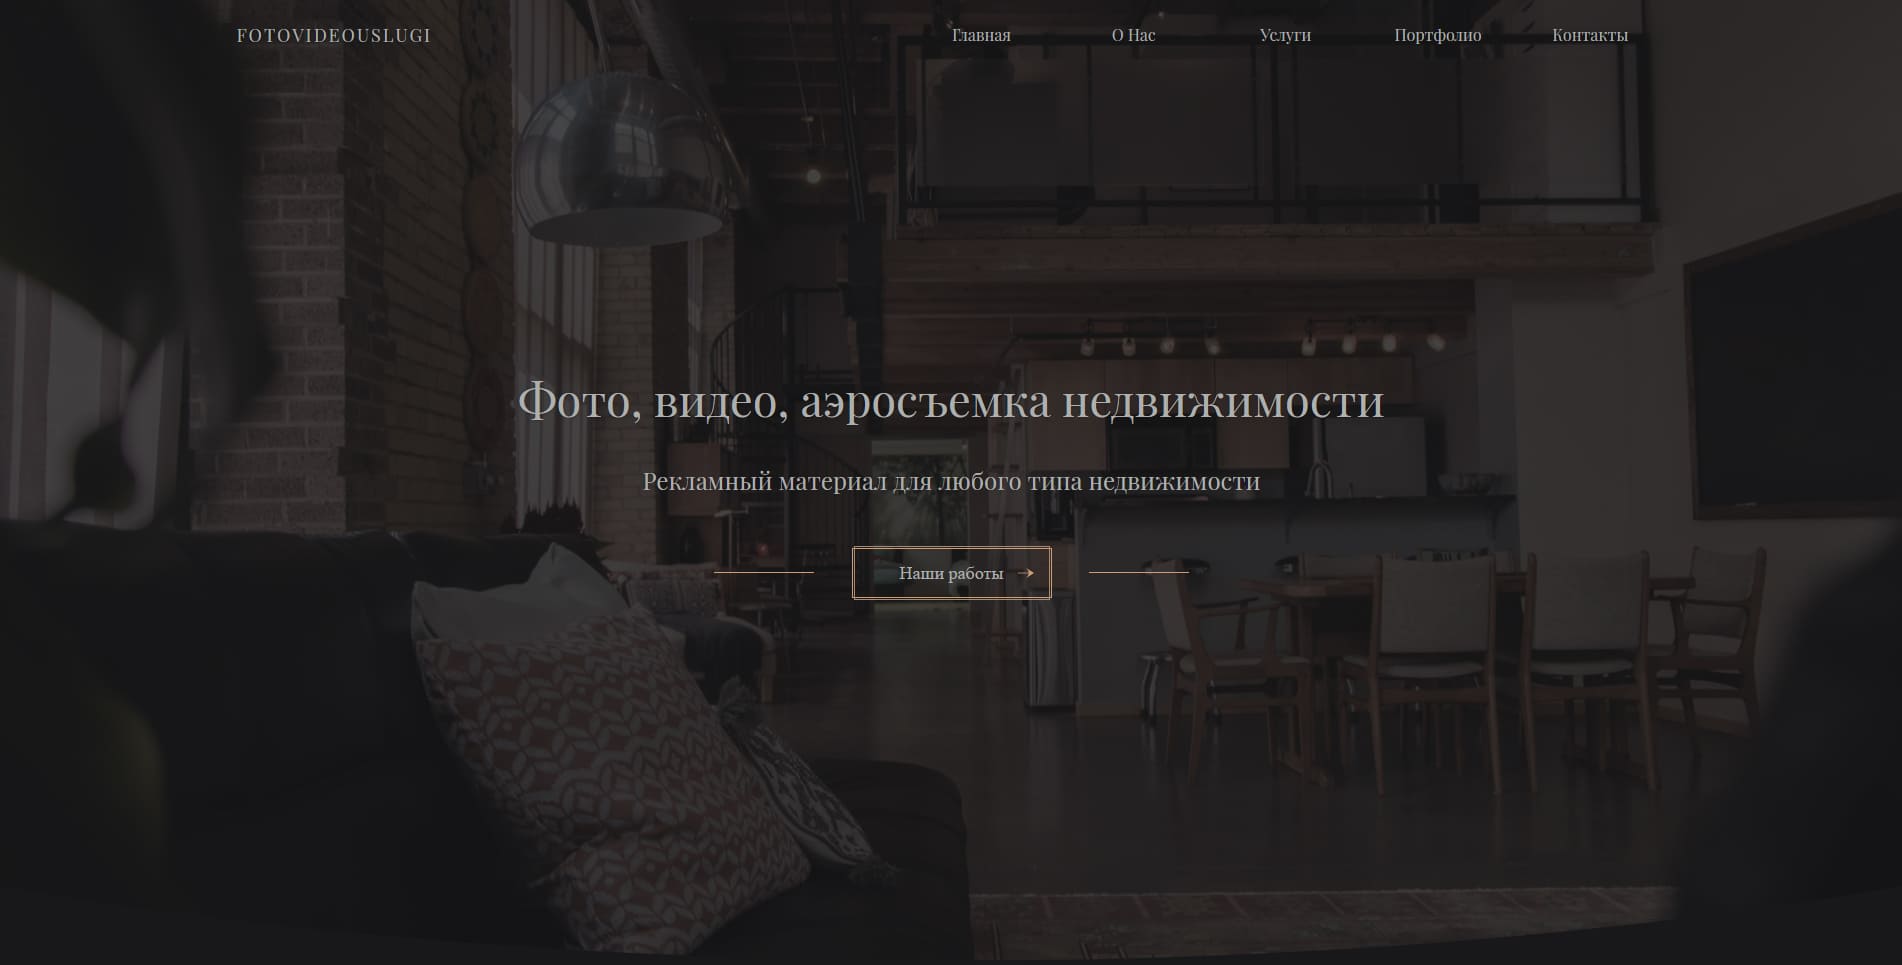 FOTOVIDEOUSLUGI
Главная О Нас Услуги Портфолио Контакты
Фото, видео, аэросъемка недвижимости
Рекламный материал для любого типа недвижимости
Наши работы